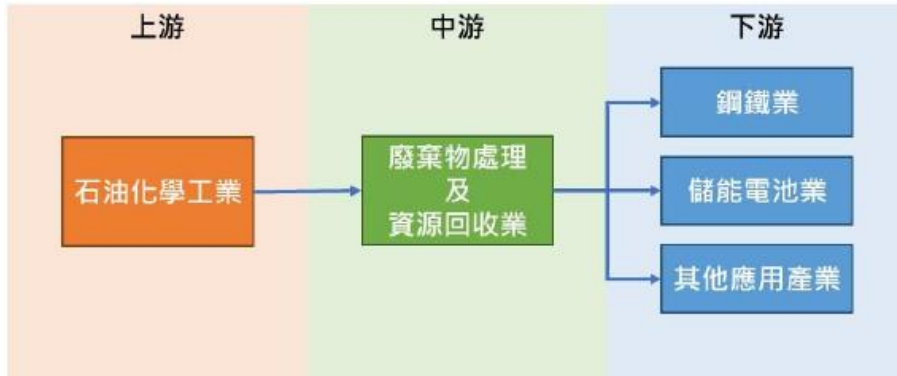 上游
中游
下游
石油化學工業
廢棄物處理
及
資源回收業
鋼鐵業
儲能電池業
其他應用產業